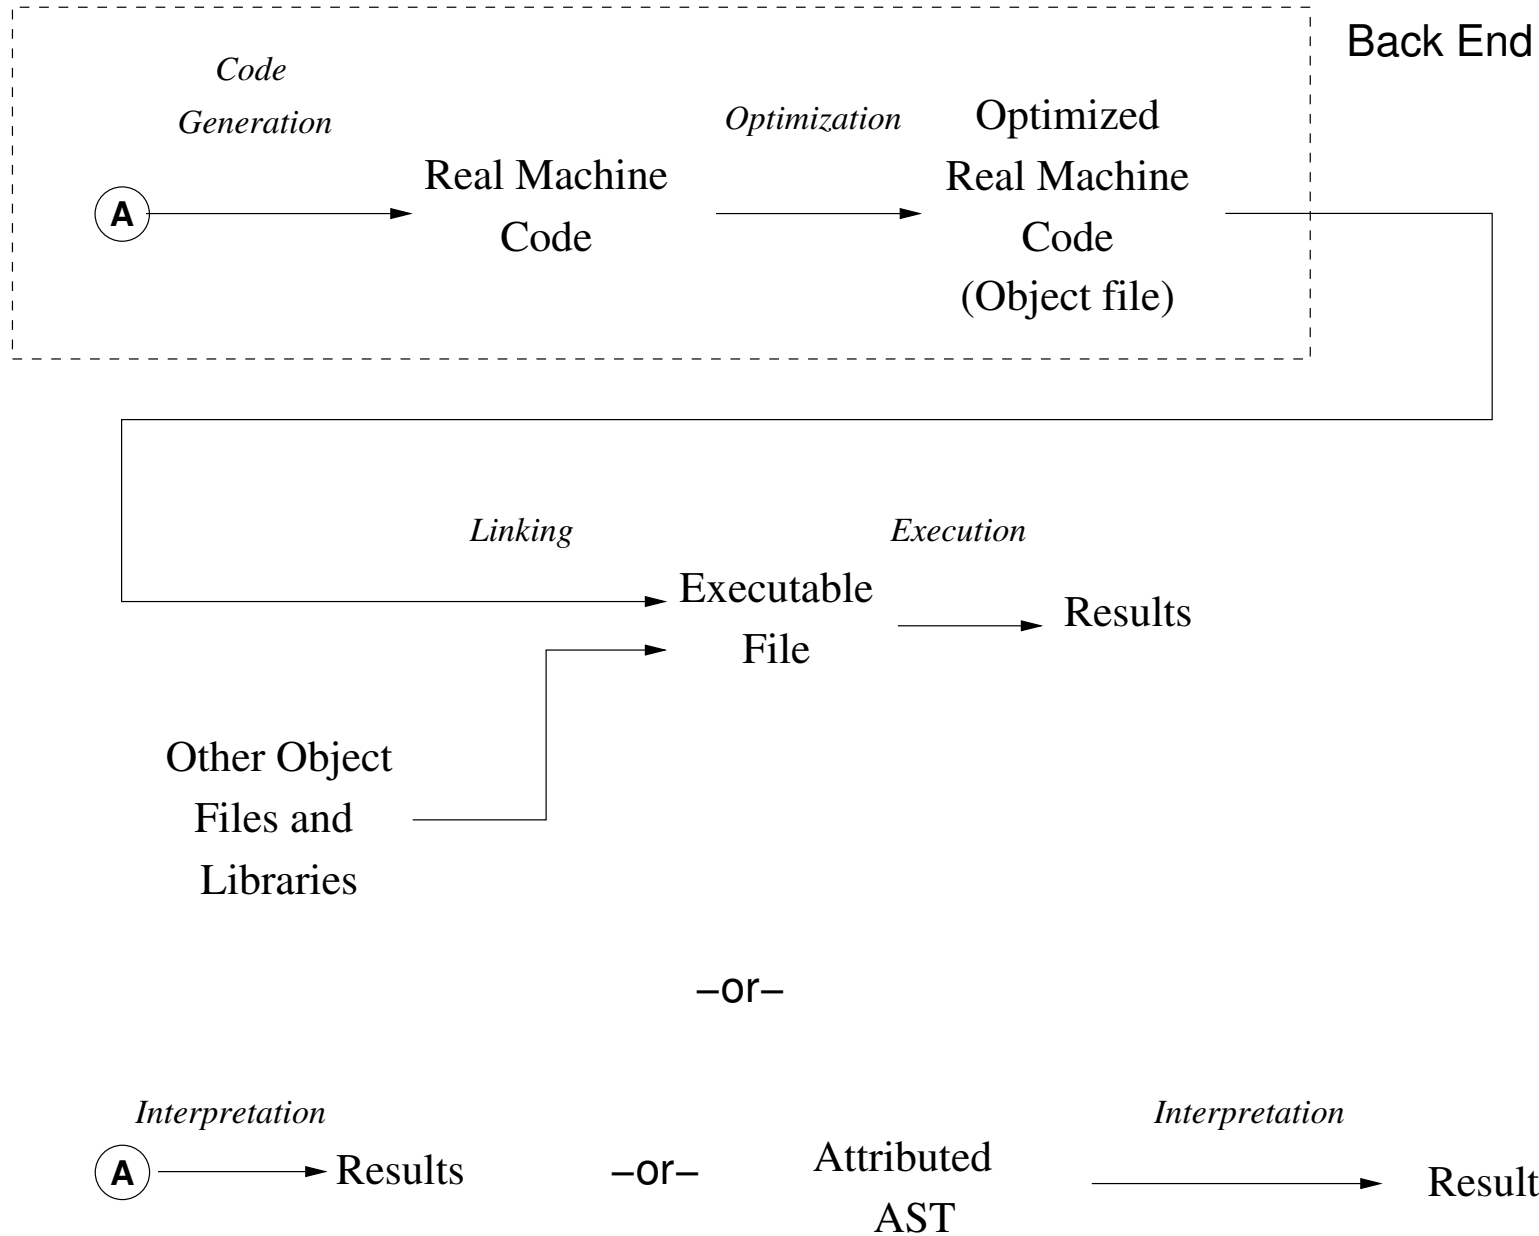 Back End
Code
Generation
Optimization
Optimized
Real Machine
Code
(Object file)
Real Machine
Code
A
Linking
Execution
Executable
File
Results
Other Object
Files and
Libraries
–or–
Interpretation
A
Results
–or–
Attributed
AST
Interpretation
Result